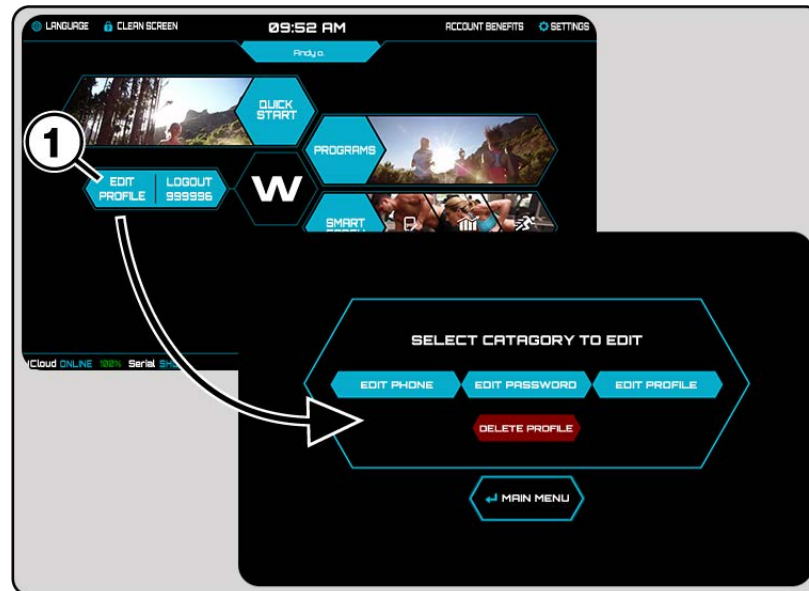 LANGUAGE
CLEAN SCREEN
09:52 AM
ACCOUNT BENEFITS
SETTINGS
Andy o.
QUICK
START
1
PROGRAMS
EDIT
PROFILE
LOGOUT
999996
W
SMART
Cloud ONLINE 100% Serial
SELECT CATAGORY TO EDIT
EDIT PHONE
EDIT PASSWORD
EDIT PROFILE
DELETE PROFILE
MAIN MENU